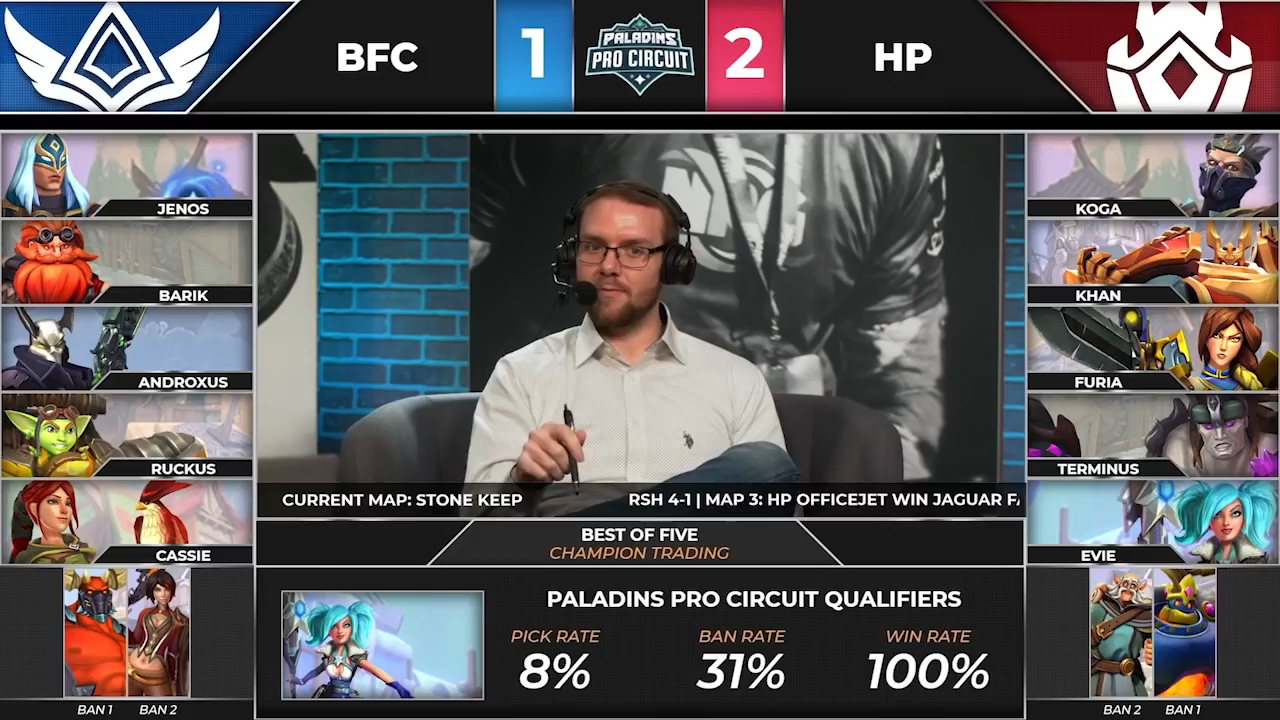 BFC
1
PALADINS
PRO CIRCUIT
2
HP
JENOS
BARIK
ANDROXUS
RUCKUS
CASSIE
KOGA
KHAN
FURIA
TERMINUS
EVIE
CURRENT MAP: STONE KEEP
RSH 4-1 | MAP 3: HP OFFICEJET WIN JAGUAR FA
BEST OF FIVE
CHAMPION TRADING
PALADINS PRO CIRCUIT QUALIFIERS
PICK RATE
BAN RATE
WIN RATE
8%
31%
100%
BAN 1
BAN 2
BAN 2
BAN 1